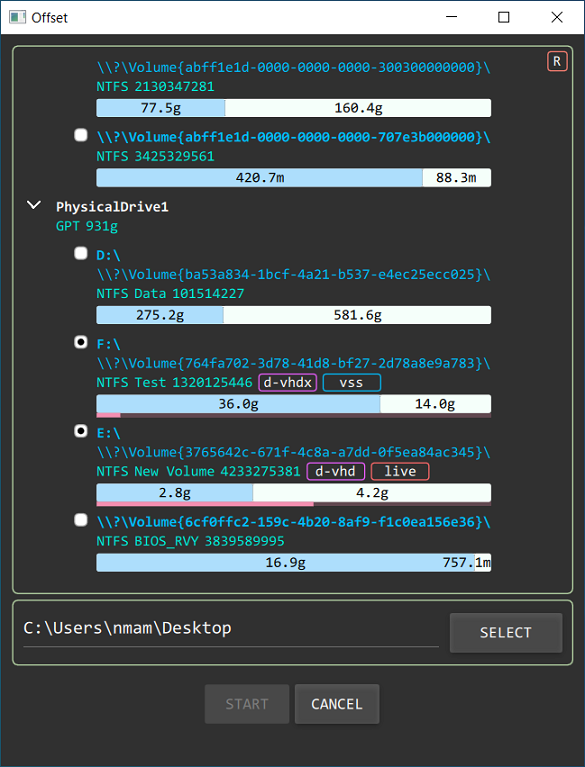 Offset
R
\\?\Volume{abff1e1d-0000-0000-0000-300300000000}\
NTFS 2130347281
77.5g 160.4g
\\?\Volume{abff1e1d-0000-0000-0000-707e3b000000}\
NTFS 3425329561
420.7m 88.3m
PhysicalDrive1
GPT 931g
D:\
\\?\Volume{ba53a834-1bcf-4a21-b537-e4ec25ecc025}\
NTFS Data 101514227
275.2g 581.6g
F:\
\\?\Volume{764fa702-3d78-41d8-bf27-2d78a8e9a783}\
NTFS Test 1320125446 d-vhdx vss
36.0g 14.0g
E:\
\\?\Volume{3765642c-671f-4c8a-a7dd-0f5ea84ac345}\
NTFS New Volume 4233275381 d-vhd live
2.8g 4.2g
\\?\Volume{6cf0ffc2-159c-4b20-8af9-f1c0ea156e36}\
NTFS BIOS_RVY 3839589995
16.9g 757.1m
C:\Users\nmam\Desktop
SELECT
START CANCEL